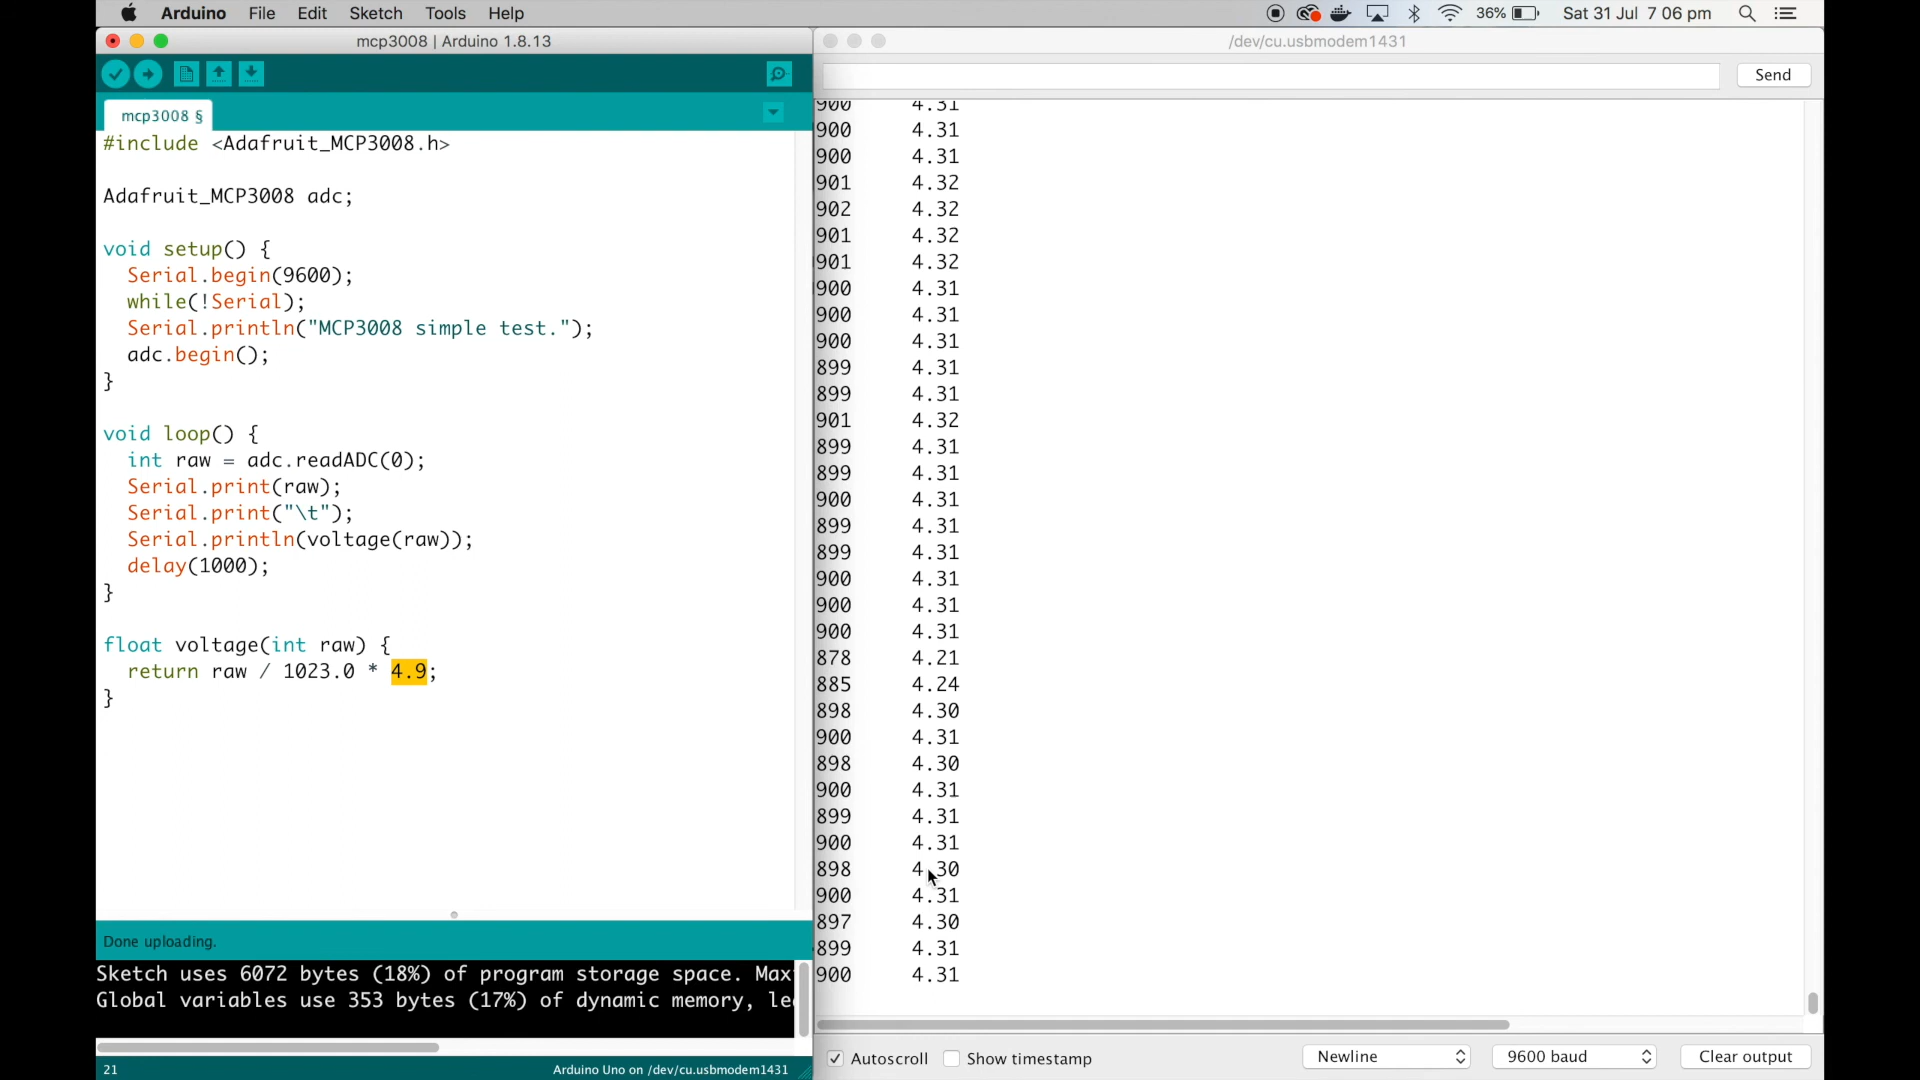 Arduino File Edit Sketch Tools Help 36% Sat 31 Jul 7 06 pm
mcp3008 | Arduino 1.8.13
mcp3008 §
#include <Adafruit_MCP3008.h>
Adafruit_MCP3008 adc;
void setup() {
Serial.begin(9600);
while(!Serial);
Serial.println("MCP3008 simple test.");
adc.begin();
}
void loop() {
int raw = adc.readADC(0);
Serial.print(raw);
Serial.print("\t");
Serial.println(voltage(raw));
delay(1000);
}
float voltage(int raw) {
return raw / 1023.0 * 4.9;
}
Done uploading.
Sketch uses 6072 bytes (18%) of program storage space. Max
Global variables use 353 bytes (17%) of dynamic memory, le
21 Arduino Uno on /dev/cu.usbmodem1431
/dev/cu.usbmodem1431
Send
900 4.31
900 4.31
900 4.31
901 4.32
902 4.32
901 4.32
901 4.32
900 4.31
900 4.31
900 4.31
899 4.31
899 4.31
901 4.32
899 4.31
899 4.31
900 4.31
899 4.31
899 4.31
900 4.31
900 4.31
900 4.31
878 4.21
885 4.24
898 4.30
900 4.31
898 4.30
900 4.31
899 4.31
900 4.31
898 4.30
900 4.31
897 4.30
899 4.31
900 4.31
Autoscroll Show timestamp Newline 9600 baud Clear output